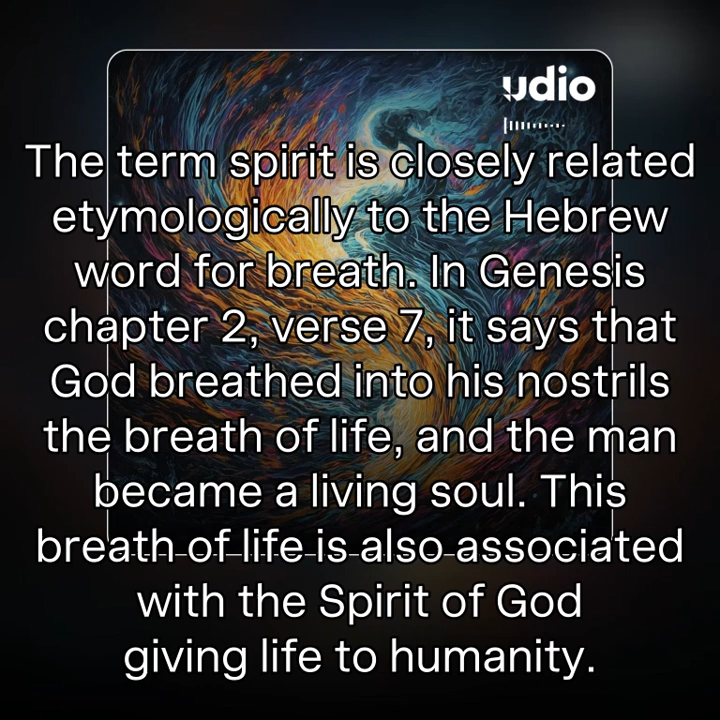 udio
The term spirit is closely related
etymologically to the Hebrew
word for breath. In Genesis
chapter 2, verse 7, it says that
God breathed into his nostrils
the breath of life, and the man
became a living soul. This
breath of life is also associated
with the Spirit of God
giving life to humanity.